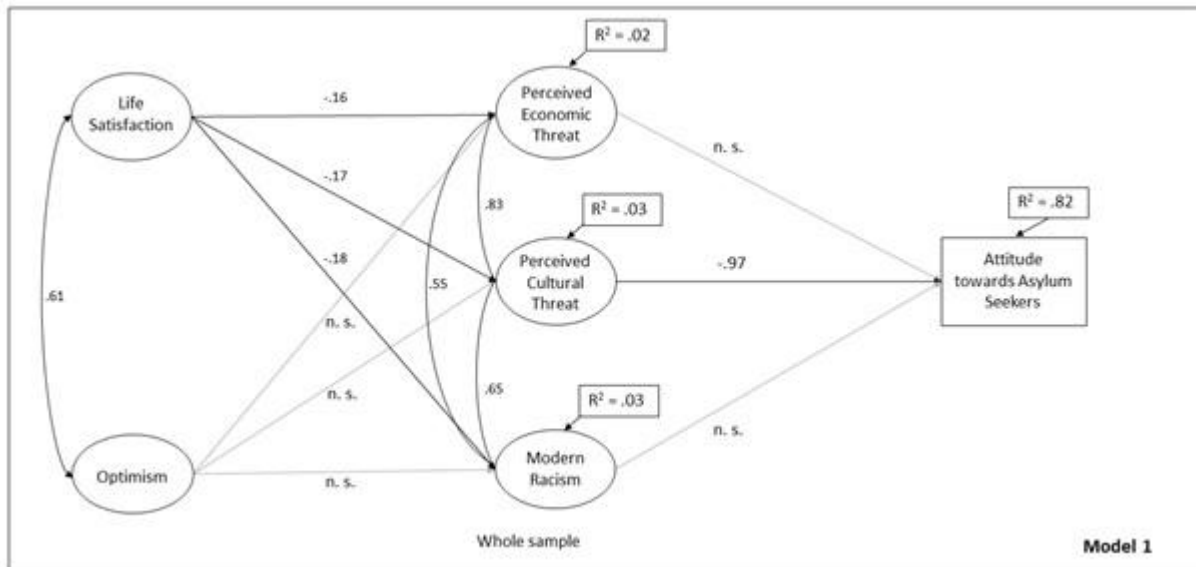 R² = .02
Life
Satisfaction
-.16
Perceived
Economic
Threat
n. s.
-.17
.83
R² = .03
R² = .82
-.18
Perceived
Cultural
Threat
-.97
Attitude
towards Asylum
Seekers
.61
.55
n. s.
n. s.
.65
R² = .03
n. s.
Optimism
n. s.
Modern
Racism
Whole sample
Model 1